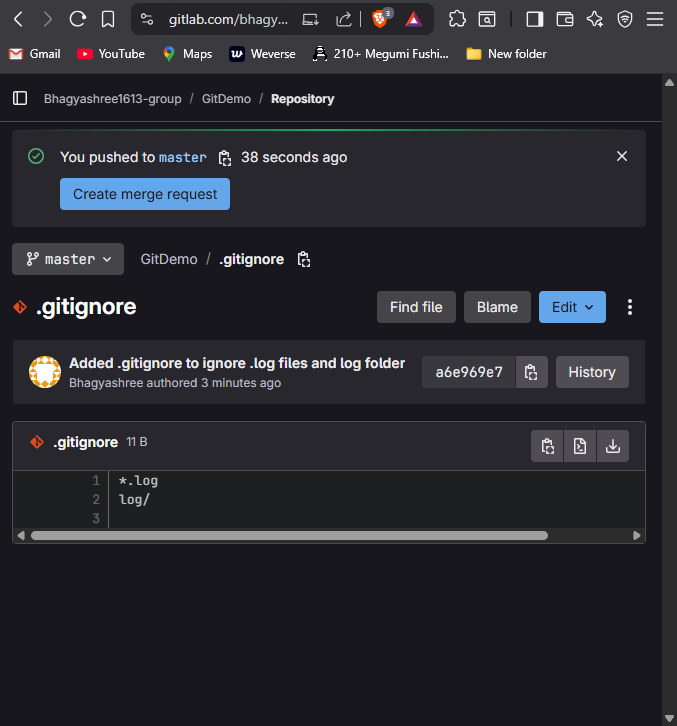 gitlab.com/bhagy...
3
Gmail
YouTube
Maps
w Weverse
210+ Megumi Fushi...
New folder
Bhagyashree1613-group / GitDemo / Repository
You pushed to master 38 seconds ago
Create merge request
master
GitDemo / .gitignore
.gitignore
Find file
Blame
Edit
Added .gitignore to ignore .log files and log folder
Bhagyashree authored 3 minutes ago
a6e969e7
History
.gitignore 11 B
1 *.log
2 log/
3